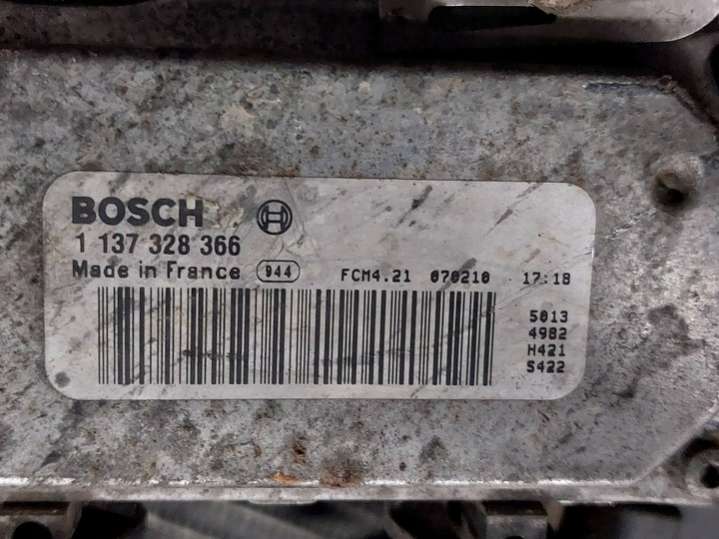 BOSCH
1 137 328 366
Made in France 944 FCM4.21 070210 17:18
5013
4982
H421
S422